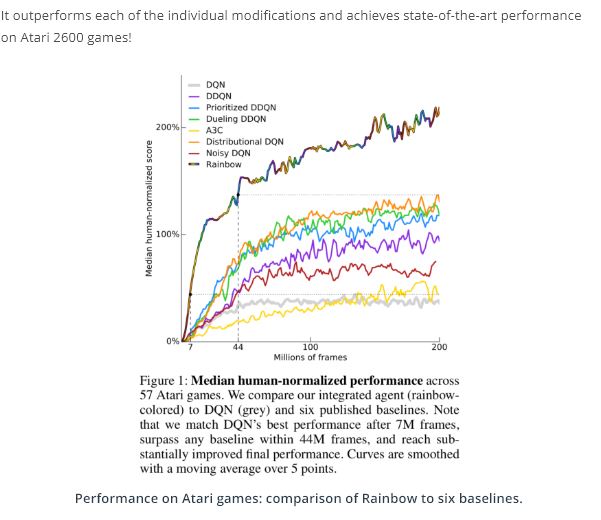 It outperforms each of the individual modifications and achieves state-of-the-art performance
on Atari 2600 games!
DQN
DDQN
Prioritized DDQN
Dueling DDQN
A3C
Distributional DQN
Noisy DQN
Rainbow
200%
100%
0%
Median human-normalized score
7
44
100
200
Millions of frames
Figure 1: Median human-normalized performance across
57 Atari games. We compare our integrated agent (rainbow-
colored) to DQN (grey) and six published baselines. Note
that we match DQN's best performance after 7M frames,
surpass any baseline within 44M frames, and reach sub-
stantially improved final performance. Curves are smoothed
with a moving average over 5 points.
Performance on Atari games: comparison of Rainbow to six baselines.